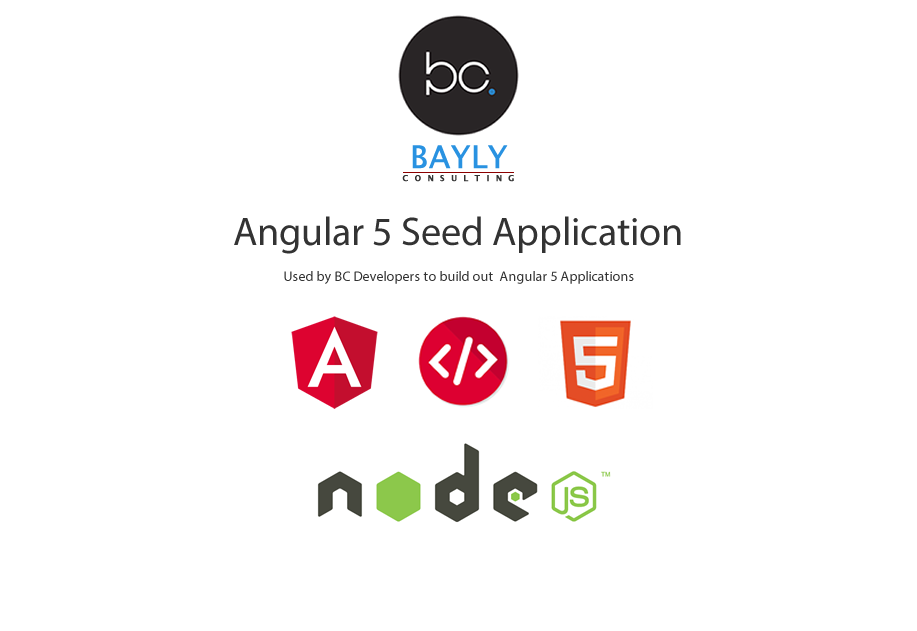 bc.
BAYLY
CONSULTING
Angular 5 Seed Application
Used by BC Developers to build out  Angular 5 Applications
A </> 5
node JS ™